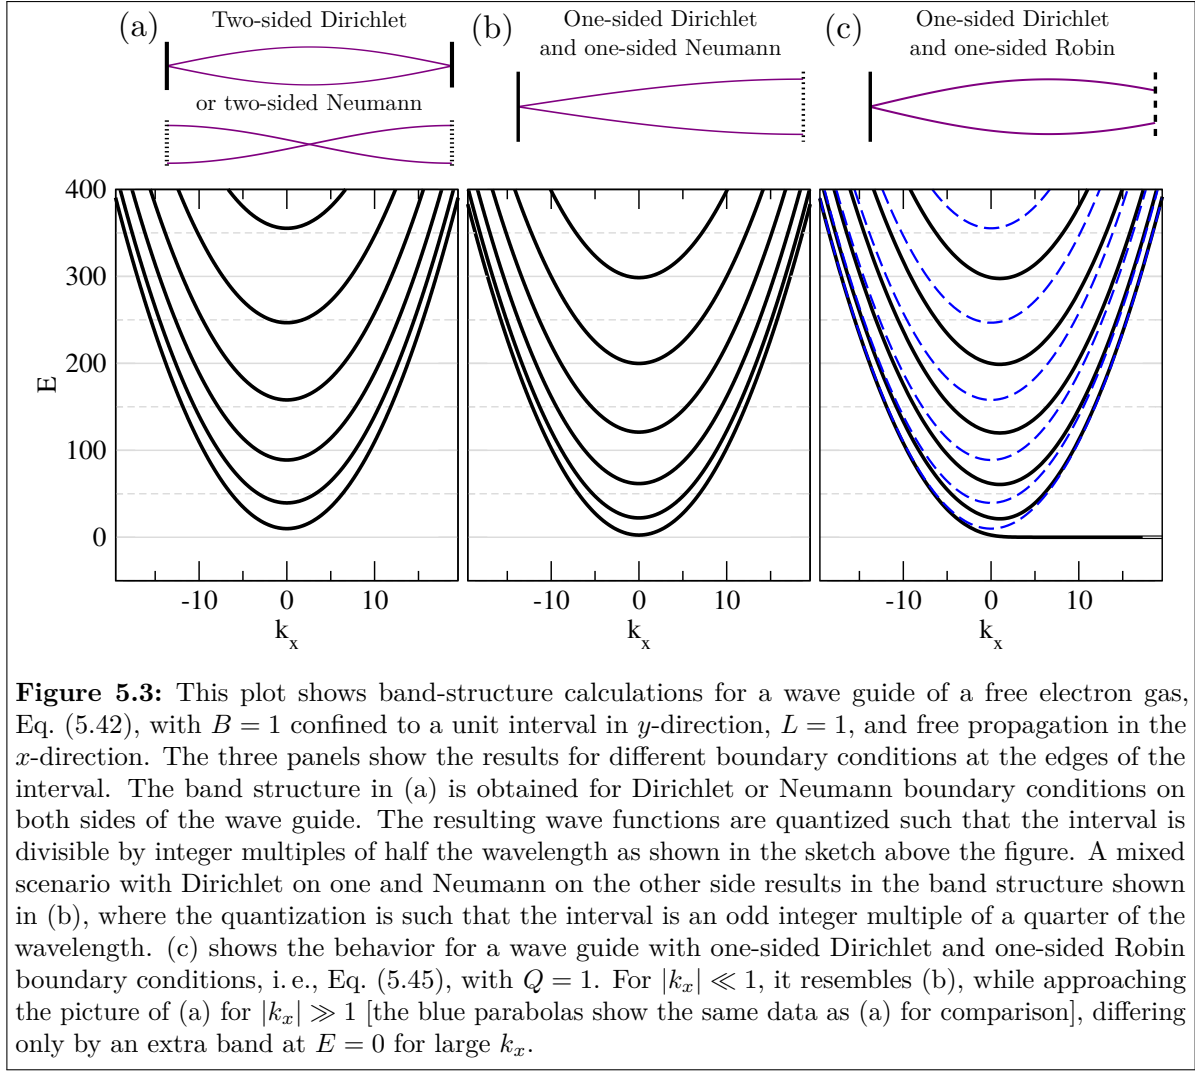 (a) Two-sided Dirichlet
or two-sided Neumann
(b) One-sided Dirichlet
and one-sided Neumann
(c) One-sided Dirichlet
and one-sided Robin
400
300
200
100
0
E
-10 0 10
k_x
-10 0 10
k_x
-10 0 10
k_x
Figure 5.3: This plot shows band-structure calculations for a wave guide of a free electron gas,
Eq. (5.42), with B = 1 confined to a unit interval in y-direction, L = 1, and free propagation in the
x-direction. The three panels show the results for different boundary conditions at the edges of the
interval. The band structure in (a) is obtained for Dirichlet or Neumann boundary conditions on
both sides of the wave guide. The resulting wave functions are quantized such that the interval is
divisible by integer multiples of half the wavelength as shown in the sketch above the figure. A mixed
scenario with Dirichlet on one and Neumann on the other side results in the band structure shown
in (b), where the quantization is such that the interval is an odd integer multiple of a quarter of the
wavelength. (c) shows the behavior for a wave guide with one-sided Dirichlet and one-sided Robin
boundary conditions, i. e., Eq. (5.45), with Q = 1. For |k_x| ≪ 1, it resembles (b), while approaching
the picture of (a) for |k_x| ≫ 1 [the blue parabolas show the same data as (a) for comparison], differing
only by an extra band at E = 0 for large k_x.